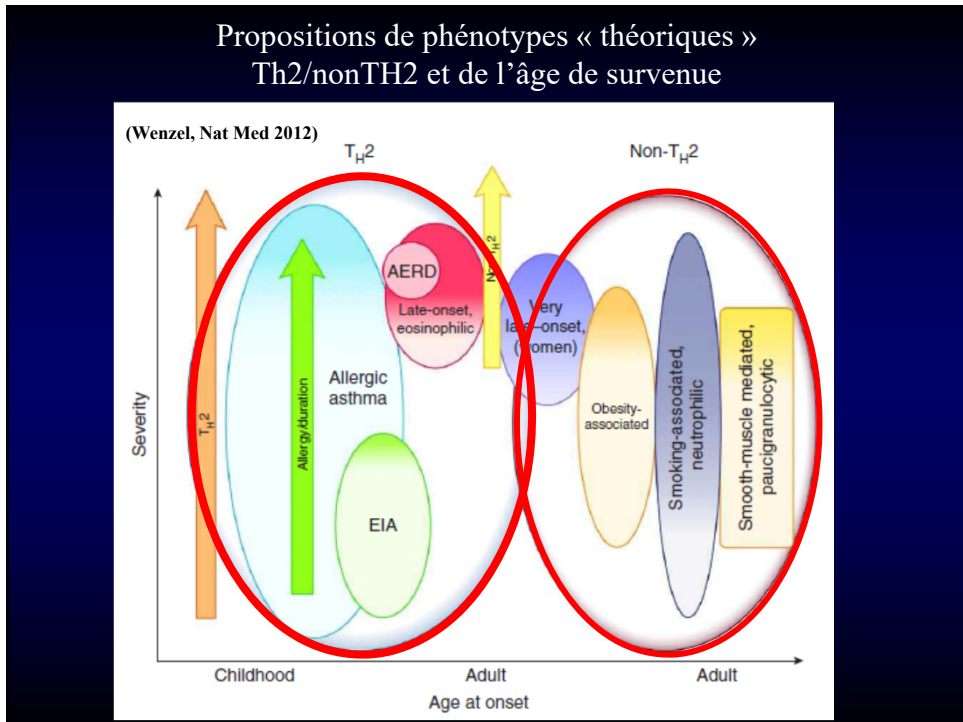 Propositions de phénotypes « théoriques »
Th2/nonTH2 et de l’âge de survenue
(Wenzel, Nat Med 2012)
TH2
Non-TH2
Severity
TH2
Allergy/duration
Allergic
asthma
EIA
AERD
Late-onset,
eosinophilic
Very
late–onset,
(women)
Obesity-
associated
Smoking-associated,
neutrophilic
Smooth-muscle mediated,
paucigranulocytic
Childhood
Adult
Adult
Age at onset